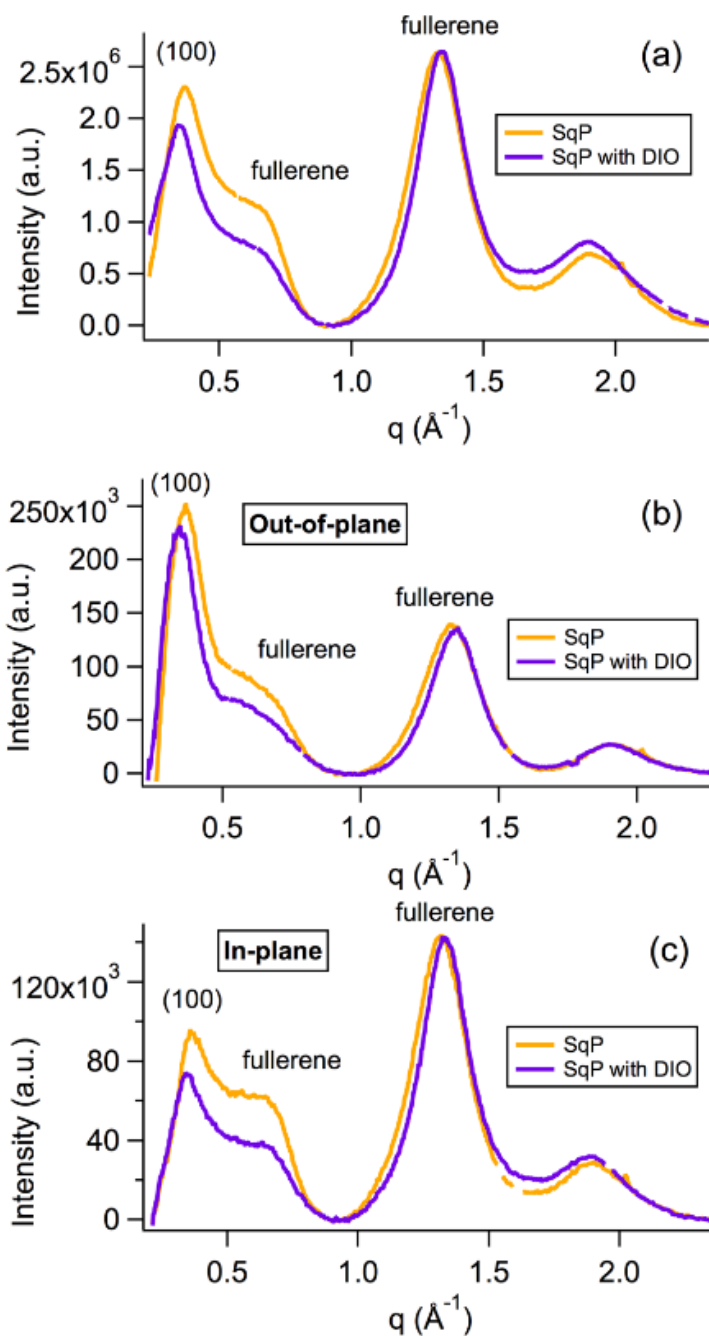 fullerene
(100)
(a)
2.5x10⁶
2.0
1.5
1.0
0.5
0.0
Intensity (a.u.)
fullerene
SqP
SqP with DIO
0.5
1.0
1.5
2.0
q (Å⁻¹)
(100)
(b)
Out-of-plane
250x10³
200
150
100
50
0
Intensity (a.u.)
fullerene
fullerene
SqP
SqP with DIO
0.5
1.0
1.5
2.0
q (Å⁻¹)
fullerene
(c)
In-plane
120x10³
80
40
0
Intensity (a.u.)
(100)
fullerene
SqP
SqP with DIO
0.5
1.0
1.5
2.0
q (Å⁻¹)